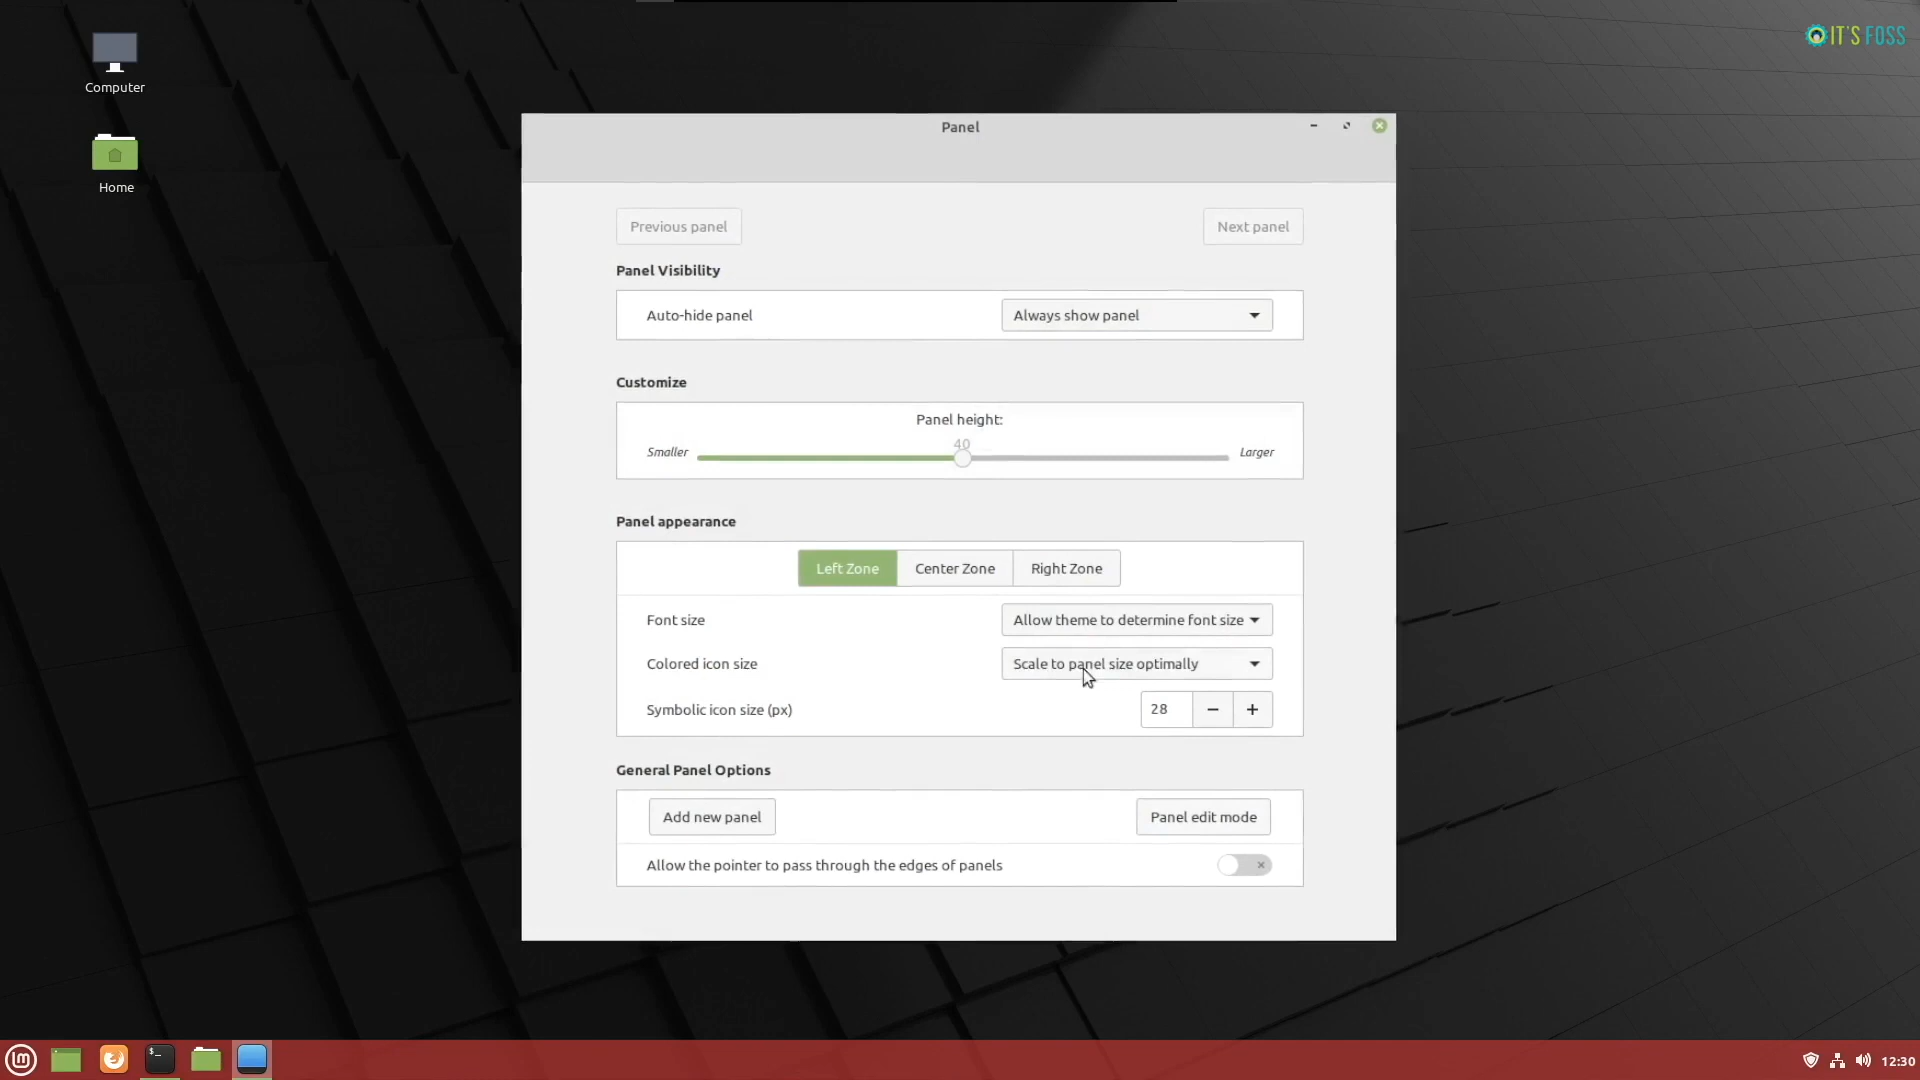 IT'S FOSS
Computer
Home
Panel
Previous panel
Next panel
Panel Visibility
Auto-hide panel
Always show panel
Customize
Panel height:
40
Smaller
Larger
Panel appearance
Left Zone
Center Zone
Right Zone
Font size
Allow theme to determine font size
Colored icon size
Scale to panel size optimally
Symbolic icon size (px)
28
General Panel Options
Add new panel
Panel edit mode
Allow the pointer to pass through the edges of panels
12:30